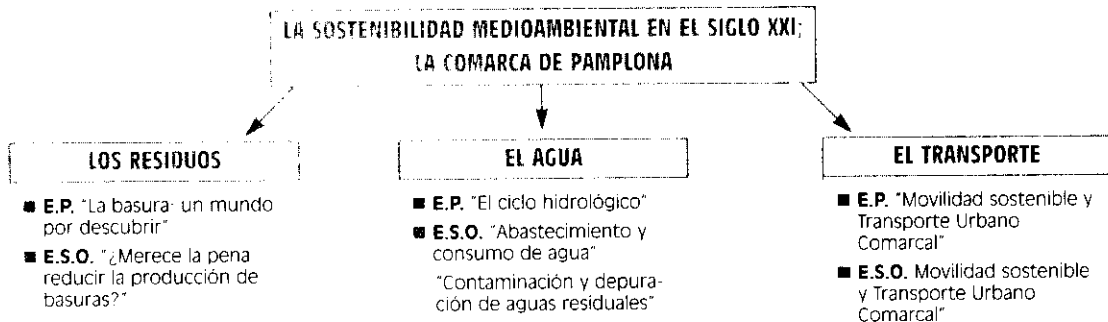 LA SOSTENIBILIDAD MEDIOAMBIENTAL EN EL SIGLO XXI;
LA COMARCA DE PAMPLONA
LOS RESIDUOS
■ E.P. "La basura· un mundo
por descubrir"
■ E.S.O. "¿Merece la pena
reducir la producción de
basuras?"
EL AGUA
■ E.P. "El ciclo hidrológico"
■ E.S.O. "Abastecimiento y
consumo de agua"
"Contaminación y depura-
ción de aguas residuales"
EL TRANSPORTE
■ E.P. "Movilidad sostenible y
Transporte Urbano
Comarcal"
■ E.S.O. Movilidad sostenible
y Transporte Urbano
Comarcal"